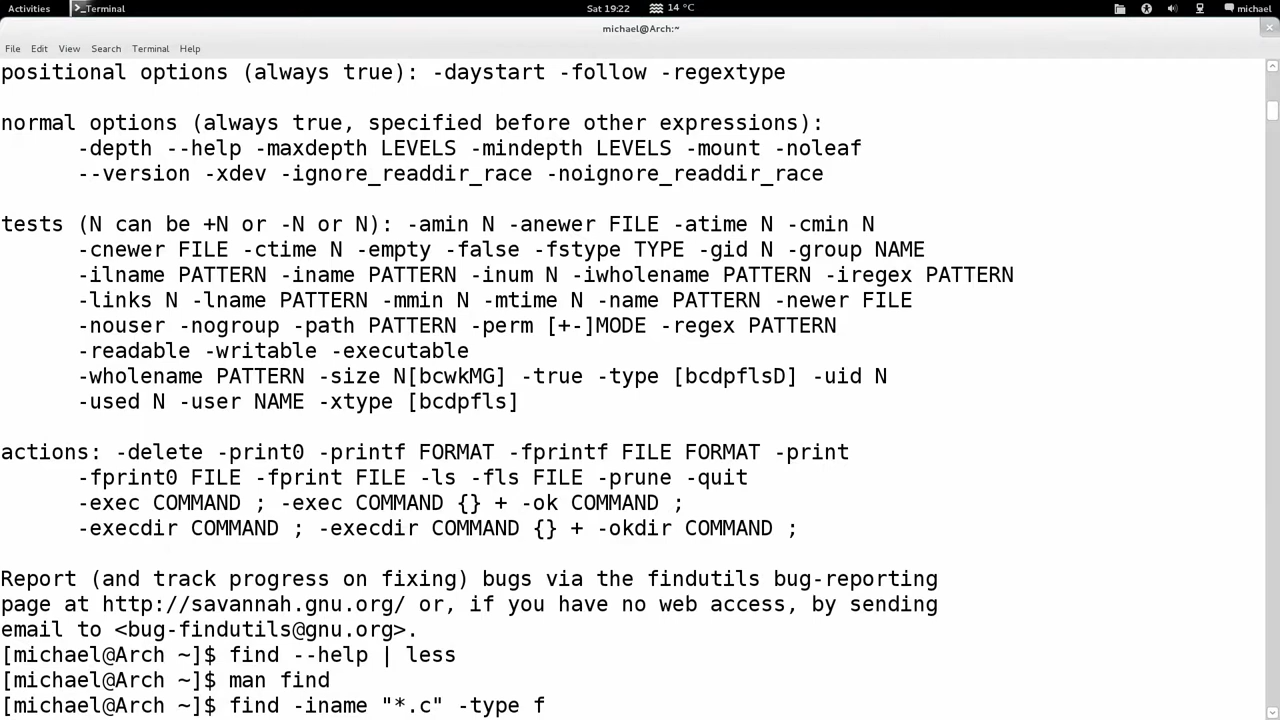 Activities Terminal Sat 19:22 14 °C michael
michael@Arch:~
File Edit View Search Terminal Help
positional options (always true): -daystart -follow -regextype
normal options (always true, specified before other expressions):
-depth --help -maxdepth LEVELS -mindepth LEVELS -mount -noleaf
--version -xdev -ignore_readdir_race -noignore_readdir_race
tests (N can be +N or -N or N): -amin N -anewer FILE -atime N -cmin N
-cnewer FILE -ctime N -empty -false -fstype TYPE -gid N -group NAME
-ilname PATTERN -iname PATTERN -inum N -iwholename PATTERN -iregex PATTERN
-links N -lname PATTERN -mmin N -mtime N -name PATTERN -newer FILE
-nouser -nogroup -path PATTERN -perm [+-]MODE -regex PATTERN
-readable -writable -executable
-wholename PATTERN -size N[bcwkMG] -true -type [bcdpflsD] -uid N
-used N -user NAME -xtype [bcdpfls]
actions: -delete -print0 -printf FORMAT -fprintf FILE FORMAT -print
-fprint0 FILE -fprint FILE -ls -fls FILE -prune -quit
-exec COMMAND ; -exec COMMAND {} + -ok COMMAND ;
-execdir COMMAND ; -execdir COMMAND {} + -okdir COMMAND ;
Report (and track progress on fixing) bugs via the findutils bug-reporting
page at http://savannah.gnu.org/ or, if you have no web access, by sending
email to <bug-findutils@gnu.org>.
[michael@Arch ~]$ find --help | less
[michael@Arch ~]$ man find
[michael@Arch ~]$ find -iname "*.c" -type f